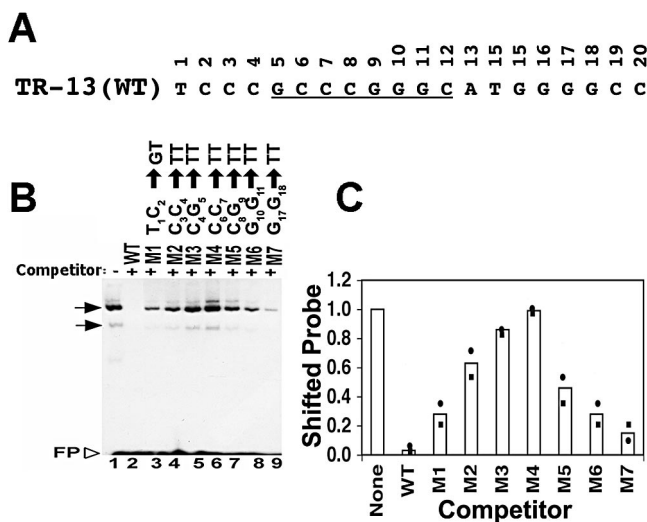 A
1 2 3 4 5 6 7 8 9 10 11 12 13 14 15 15 16 17 18 19 20
TR-13(WT) T C C C G C C C G G G C A T G G G G C C
B
T1C2 → GT
C3C4 → TT
C4G5 → TT
C6C7 → TT
C8G9 → TT
G10G11 → TT
G17G18 → TT
WT M1 M2 M3 M4 M5 M6 M7
Competitor: - + + + + + + + +
FP
1 2 3 4 5 6 7 8 9
C
Shifted Probe
1.2
1.0
0.8
0.6
0.4
0.2
0.0
None WT M1 M2 M3 M4 M5 M6 M7
Competitor